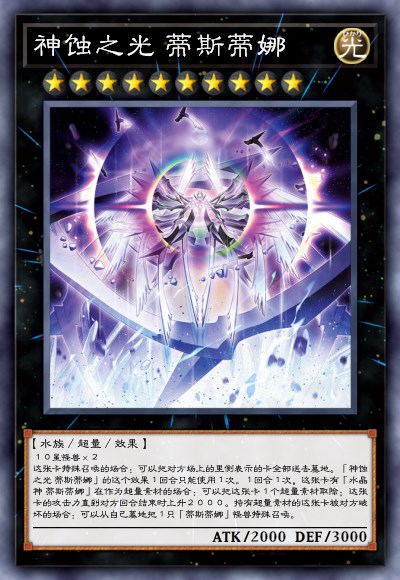 神蚀之光 蒂斯蒂娜
光
【水族／超量／效果】
１０星怪兽×２
这张卡特殊召唤的场合：可以把对方场上的里侧表示的卡全部送去墓地。「神蚀
之光 蒂斯蒂娜」的这个效果１回合只能使用１次。１回合１次，这张卡有「水晶
神 蒂斯蒂娜」在作为超量素材的场合：可以把这张卡１个超量素材取除；这张
卡的攻击力直到对方回合结束时上升２０００。持有超量素材的这张卡被对方破
坏的场合：可以从自己墓地把１只「蒂斯蒂娜」怪兽特殊召唤。
ATK/2000 DEF/3000